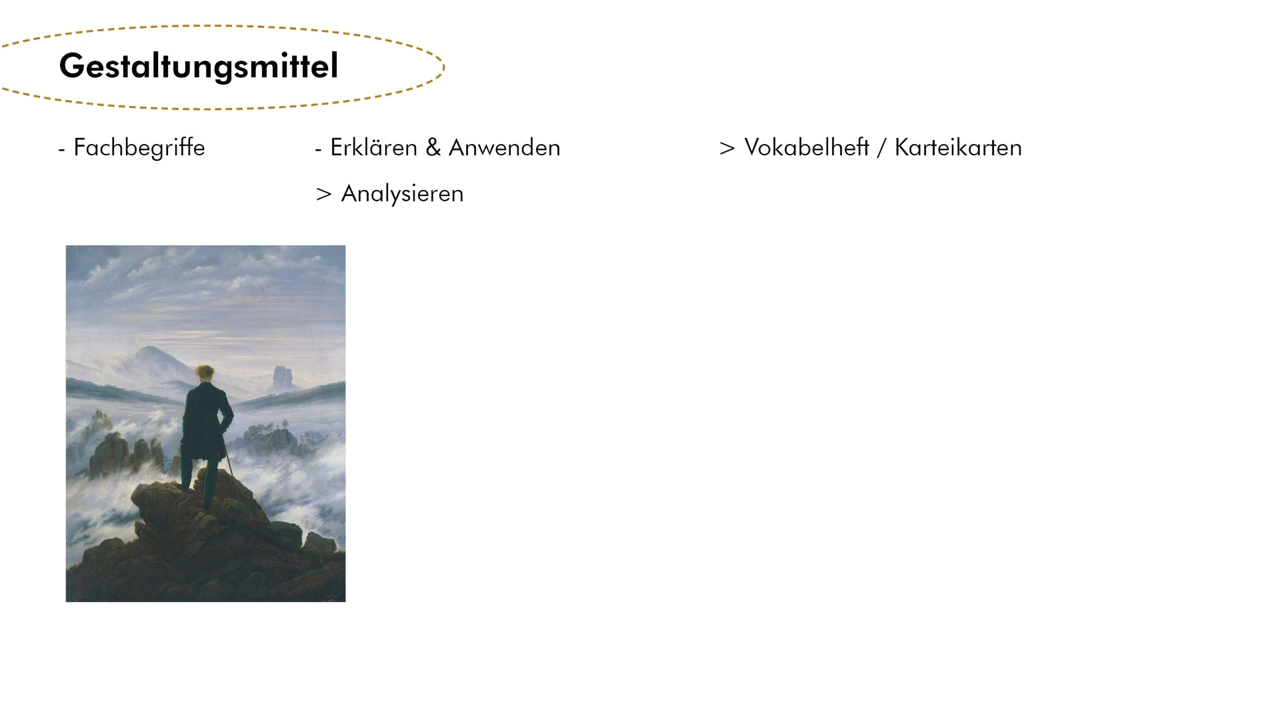 Gestaltungsmittel
- Fachbegriffe
- Erklären & Anwenden
> Vokabelheft / Karteikarten
> Analysieren